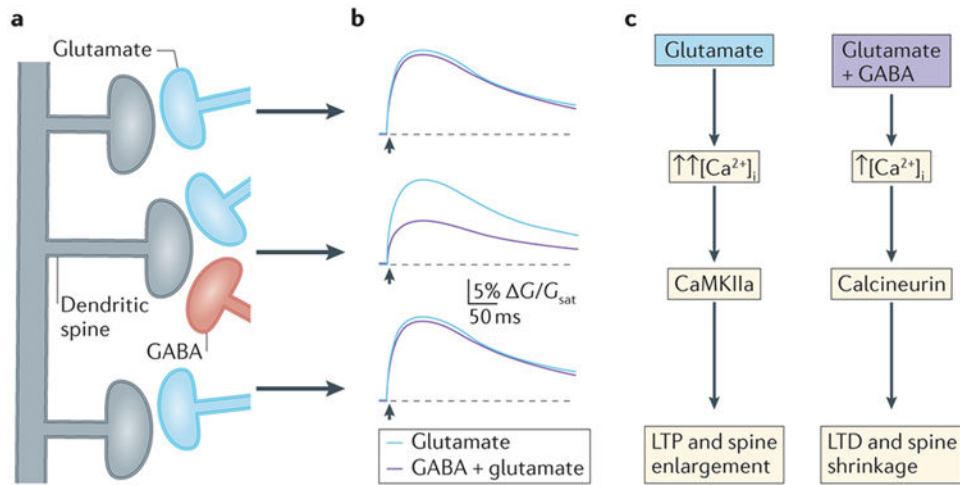 a
Glutamate
Dendritic
spine
GABA
b
5% ΔG/Gsat
50 ms
Glutamate
GABA + glutamate
c
Glutamate
↑↑[Ca²⁺]i
CaMKIIa
LTP and spine
enlargement
Glutamate
+ GABA
↑[Ca²⁺]i
Calcineurin
LTD and spine
shrinkage